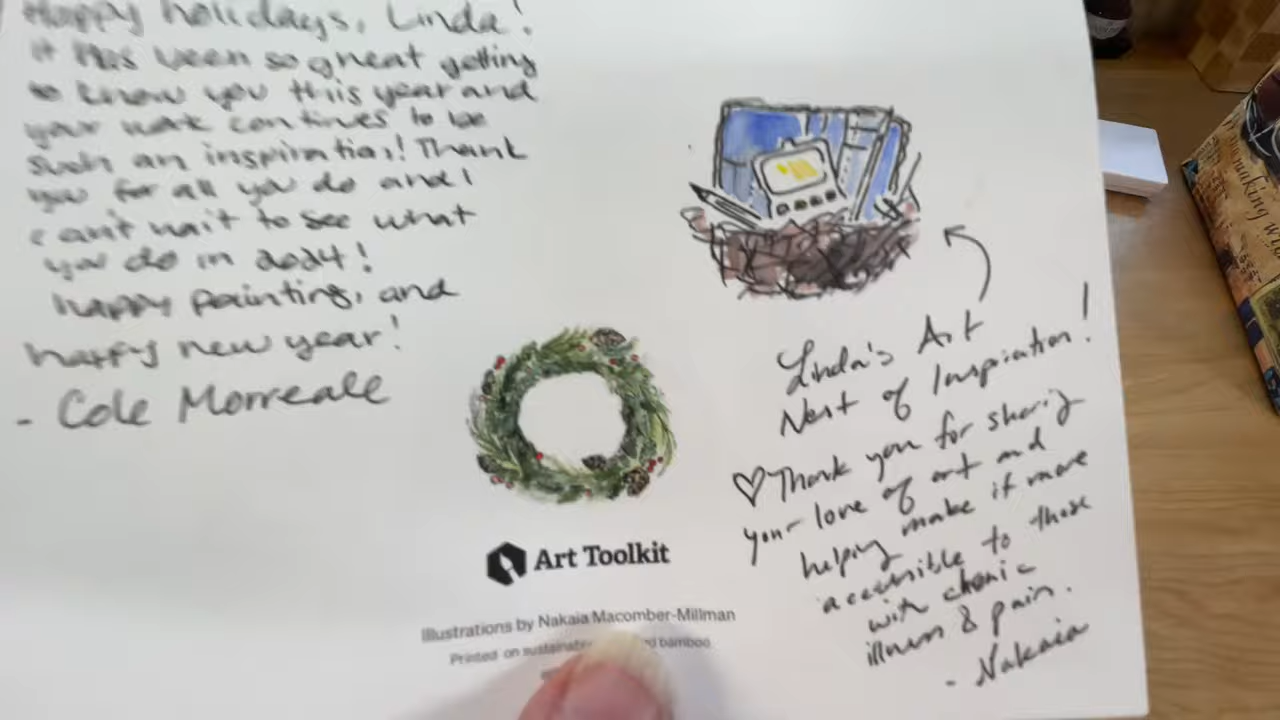 Happy holidays, Linda!
it has been so great getting
to know you this year and
your work continues to be
such an inspiration! Thank
you for all you do and I
can't wait to see what
you do in 2024!
happy painting, and
happy new year!
- Cole Morreale
Linda's Art
Nest of Inspiration!
♡ Thank you for sharing
your love of art and
helping make it more
accessible to those
with chronic
illness & pain.
- Nakaia
Art Toolkit
Illustrations by Nakaia Macomber-Millman
Printed on bamboo
making